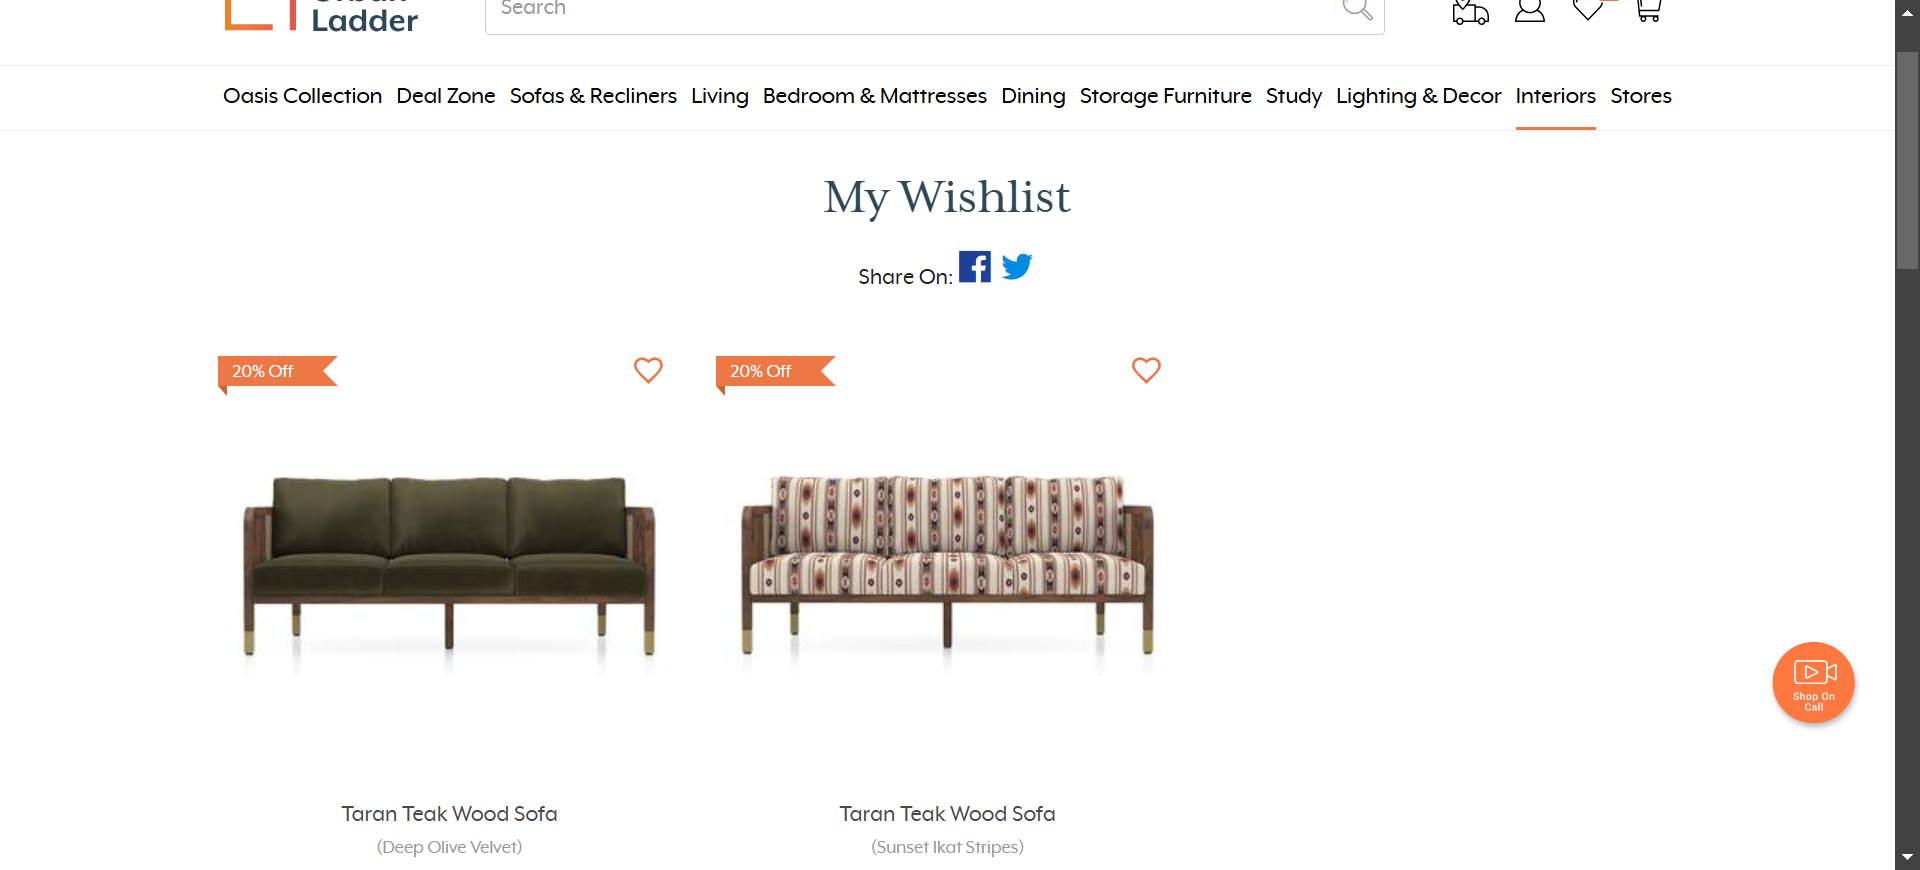 Ladder
Search
Oasis Collection Deal Zone Sofas & Recliners Living Bedroom & Mattresses Dining Storage Furniture Study Lighting & Decor Interiors Stores
My Wishlist
Share On:
20% Off
20% Off
Shop On
Call
Taran Teak Wood Sofa
(Deep Olive Velvet)
Taran Teak Wood Sofa
(Sunset Ikat Stripes)